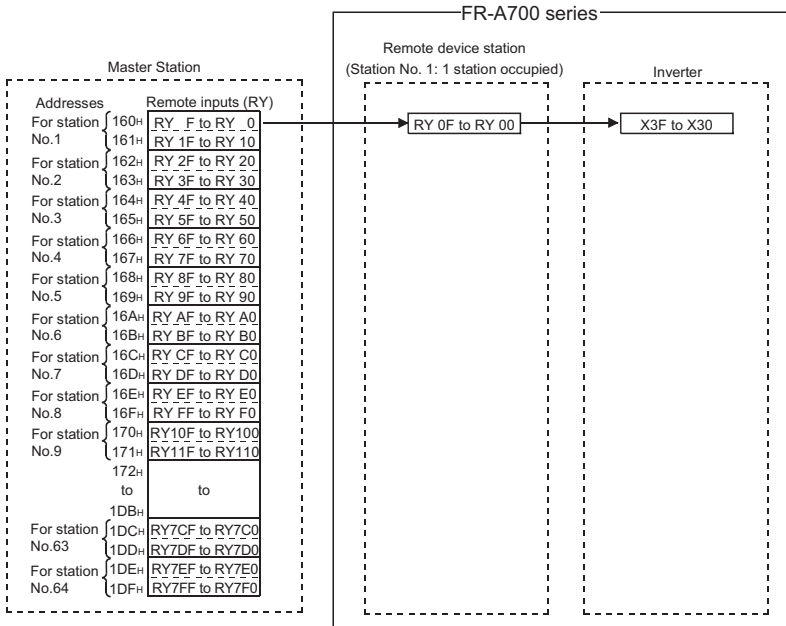 FR-A700 series
Master Station
Remote device station
(Station No. 1: 1 station occupied)
Inverter
Addresses
Remote inputs (RY)
For station No.1
160H RY F to RY 0
161H RY 1F to RY 10
RY 0F to RY 00
X3F to X30
For station No.2
162H RY 2F to RY 20
163H RY 3F to RY 30
For station No.3
164H RY 4F to RY 40
165H RY 5F to RY 50
For station No.4
166H RY 6F to RY 60
167H RY 7F to RY 70
For station No.5
168H RY 8F to RY 80
169H RY 9F to RY 90
For station No.6
16AH RY AF to RY A0
16BH RY BF to RY B0
For station No.7
16CH RY CF to RY C0
16DH RY DF to RY D0
For station No.8
16EH RY EF to RY E0
16FH RY FF to RY F0
For station No.9
170H RY10F to RY100
171H RY11F to RY110
172H
to to
1DBH
For station No.63
1DCH RY7CF to RY7C0
1DDH RY7DF to RY7D0
For station No.64
1DEH RY7EF to RY7E0
1DFH RY7FF to RY7F0